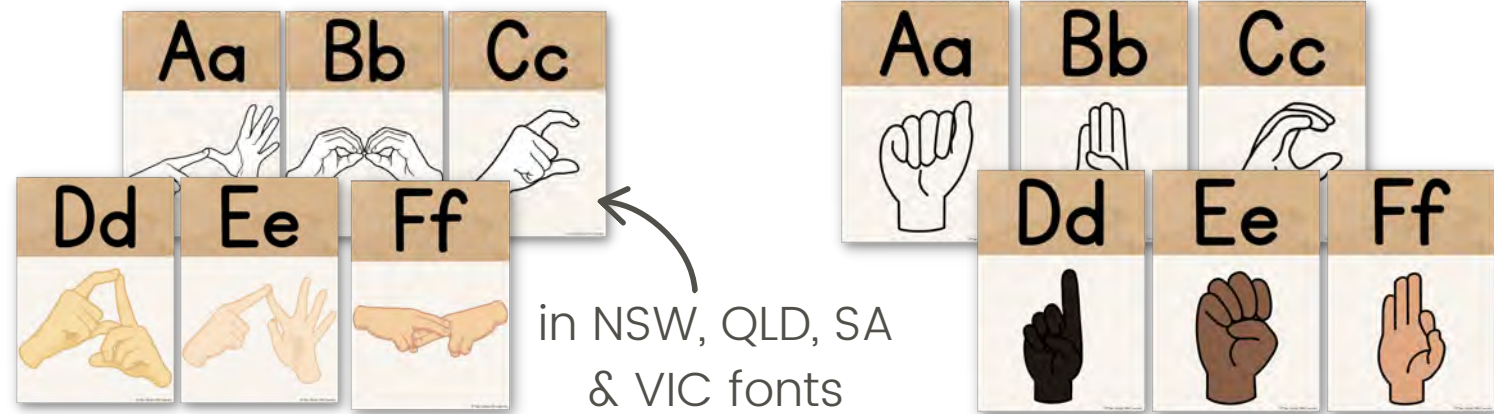 Aa Bb Cc
Aa Bb Cc
Dd Ee Ff
Dd Ee Ff
in NSW, QLD, SA
& VIC fonts